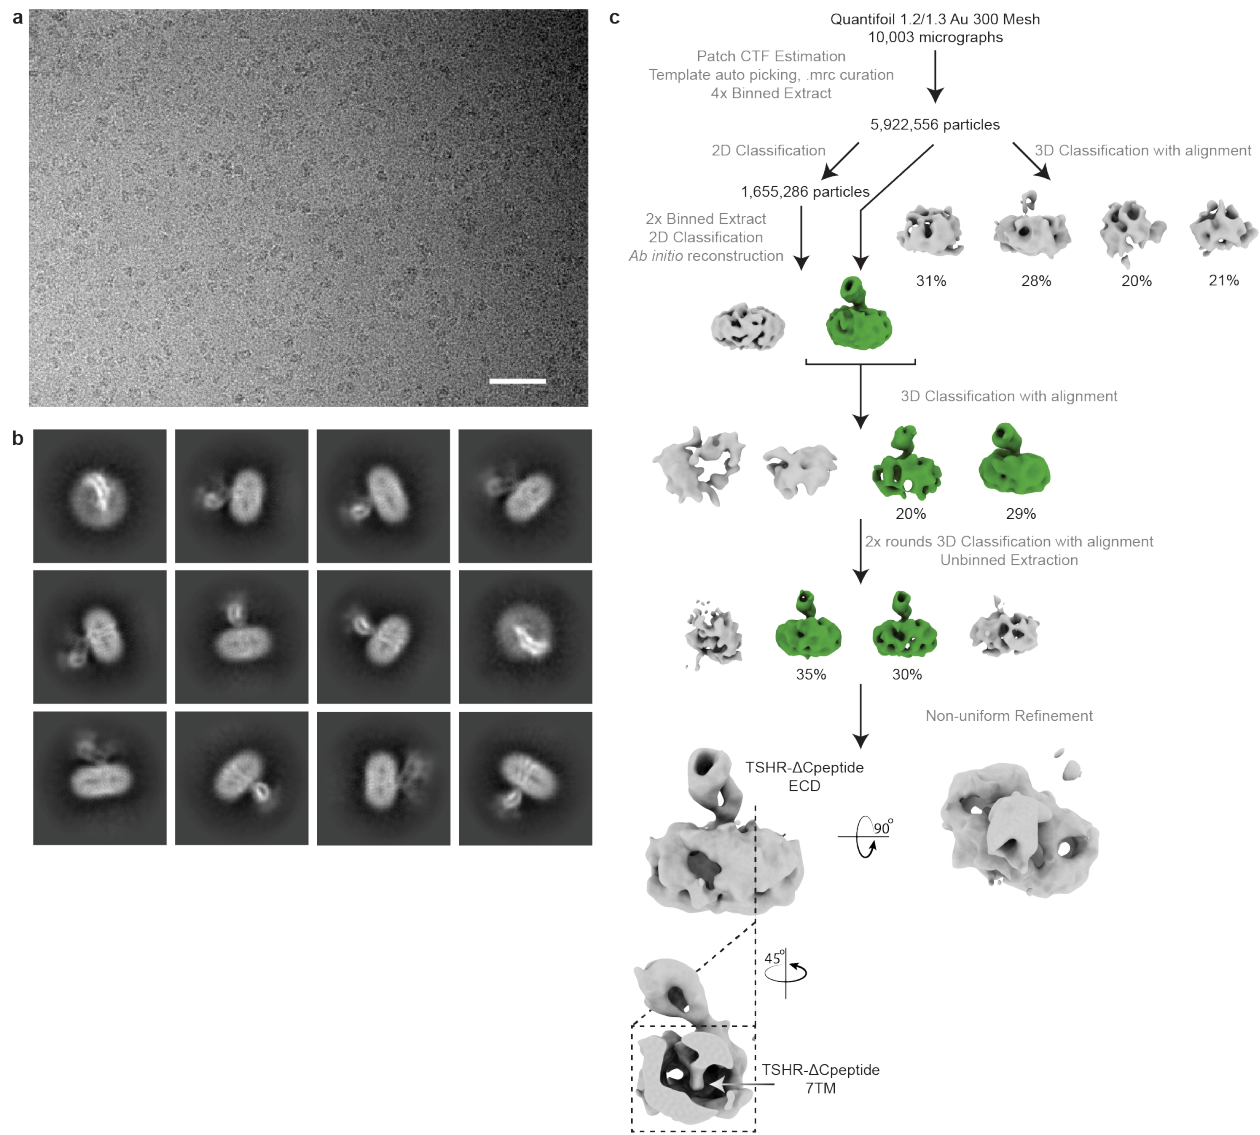 a
b
c
Quantifoil 1.2/1.3 Au 300 Mesh
10,003 micrographs
Patch CTF Estimation
Template auto picking, .mrc curation
4x Binned Extract
5,922,556 particles
2D Classification
3D Classification with alignment
1,655,286 particles
2x Binned Extract
2D Classification
Ab initio reconstruction
31%
28%
20%
21%
3D Classification with alignment
20%
29%
2x rounds 3D Classification with alignment
Unbinned Extraction
35%
30%
Non-uniform Refinement
TSHR-ΔCpeptide
ECD
90°
45°
TSHR-ΔCpeptide
7TM